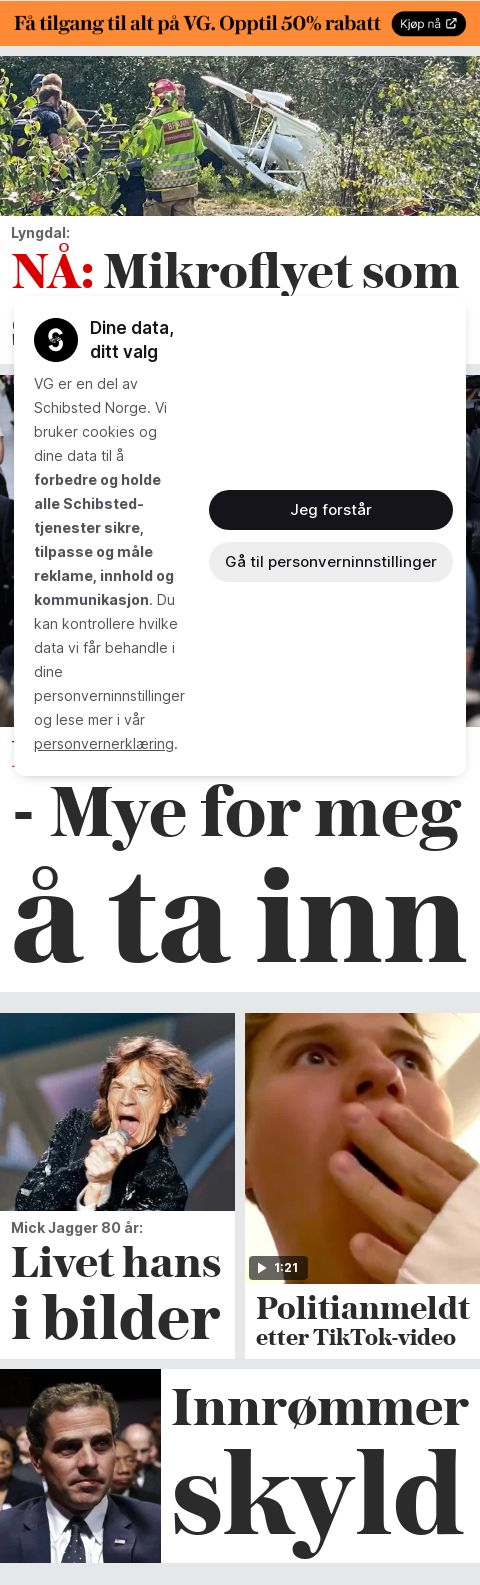 Få tilgang til alt på VG. Opptil 50% rabatt
Kjøp nå
Lyngdal:
NÅ: Mikroflyet som
Dine data,
ditt valg
VG er en del av
Schibsted Norge. Vi
bruker cookies og
dine data til å
forbedre og holde
alle Schibsted-
tjenester sikre,
tilpasse og måle
reklame, innhold og
kommunikasjon. Du
kan kontrollere hvilke
data vi får behandle i
dine
personverninnstillinger
og lese mer i vår
personvernerklæring.
Jeg forstår
Gå til personverninnstillinger
- Mye for meg
å ta inn
Mick Jagger 80 år:
Livet hans
i bilder
1:21
Politianmeldt
etter TikTok-video
Innrømmer
skyld